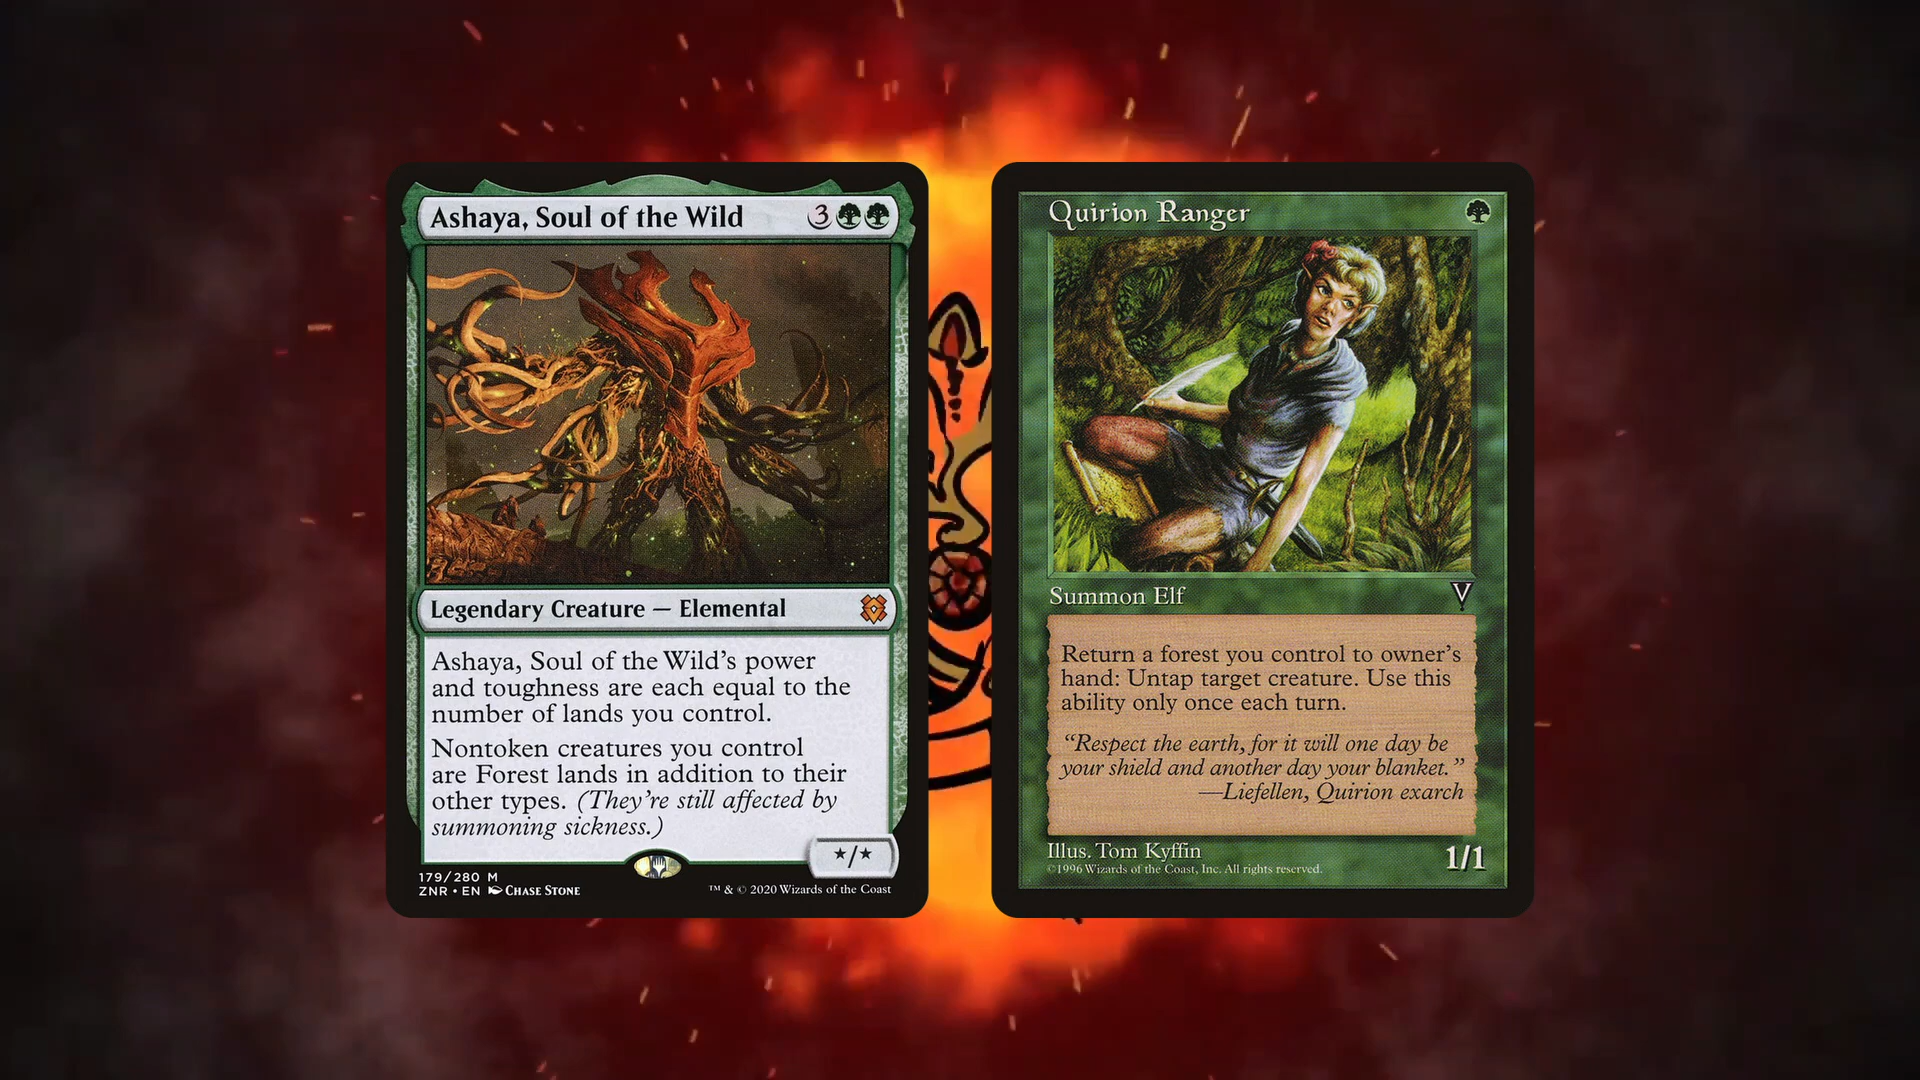 Ashaya, Soul of the Wild
3
Legendary Creature — Elemental
Ashaya, Soul of the Wild's power
and toughness are each equal to the
number of lands you control.
Nontoken creatures you control
are Forest lands in addition to their
other types. (They're still affected by
summoning sickness.)
★/★
179/280 M
ZNR • EN CHASE STONE
™ & © 2020 Wizards of the Coast
Quirion Ranger
Summon Elf
Return a forest you control to owner's
hand: Untap target creature. Use this
ability only once each turn.
"Respect the earth, for it will one day be
your shield and another day your blanket."
—Liefellen, Quirion exarch
Illus. Tom Kyffin
©1996 Wizards of the Coast, Inc. All rights reserved.
1/1